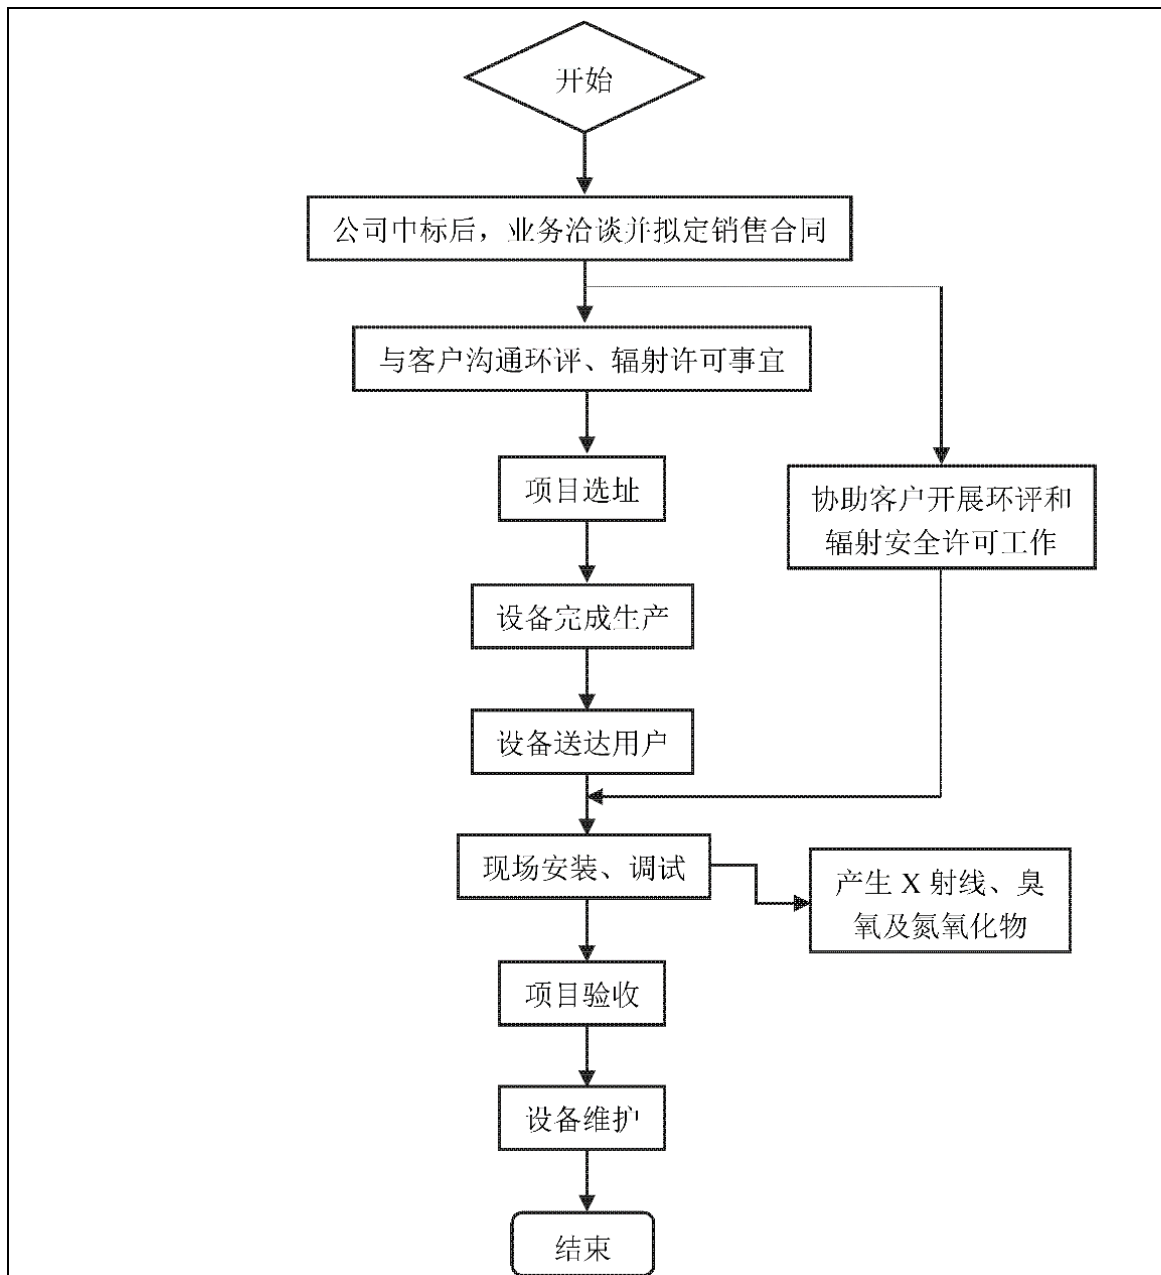 开始
公司中标后，业务洽谈并拟定销售合同
与客户沟通环评、辐射许可事宜
项目选址
协助客户开展环评和
辐射安全许可工作
设备完成生产
设备送达用户
现场安装、调试
产生 X 射线、臭
氧及氮氧化物
项目验收
设备维护
结束